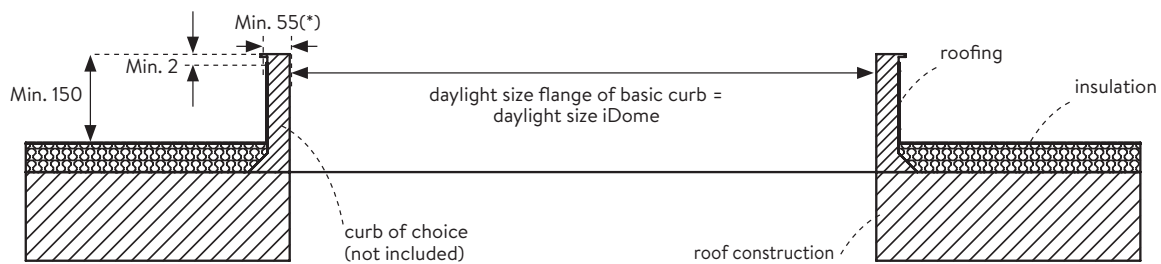 Min. 55(*)
Min. 2
Min. 150
daylight size flange of basic curb =
daylight size iDome
roofing
insulation
curb of choice
(not included)
roof construction